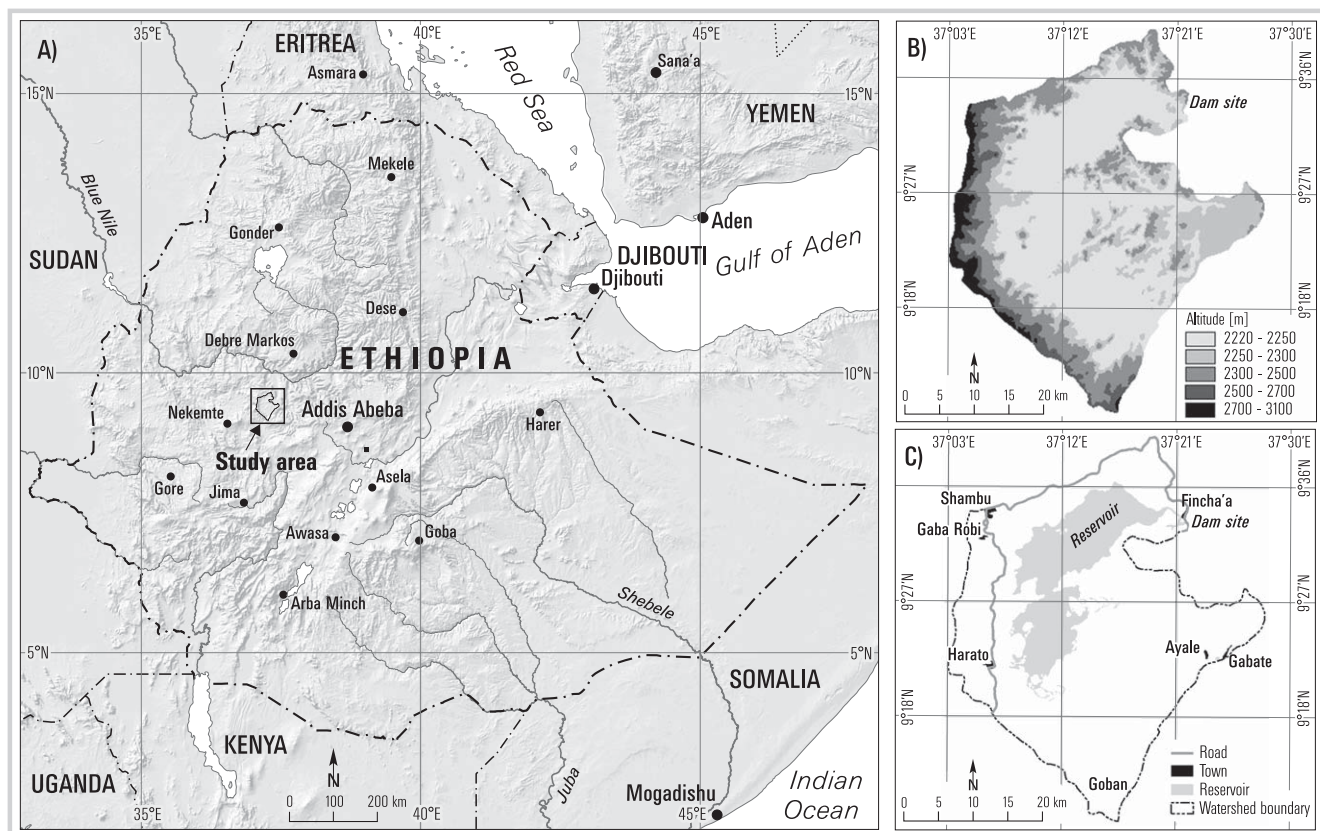 A)
35°E
40°E
45°E
ERITREA
Asmara
Red Sea
Sana'a
15°N
15°N
YEMEN
Mekele
Blue Nile
Gonder
Aden
SUDAN
DJIBOUTI
Gulf of Aden
Djibouti
Dese
Debre Markos
ETHIOPIA
10°N
10°N
Nekemte
Addis Abeba
Harer
Study area
Gore
Jima
Asela
Awasa
Goba
Arba Minch
Shebele
5°N
5°N
SOMALIA
KENYA
UGANDA
N
0 100 200 km
Juba
Mogadishu
Indian
Ocean
35°E
40°E
45°E
B)
37°03'E
37°12'E
37°21'E
37°30'E
9°36'N
Dam site
9°27'N
9°27'N
9°18'N
9°18'N
Altitude [m]
2220 - 2250
2250 - 2300
2300 - 2500
2500 - 2700
2700 - 3100
N
0 5 10 15 20 km
C)
37°03'E
37°12'E
37°21'E
37°30'E
9°36'N
Shambu
Fincha'a
Gaba Robi
Reservoir
Dam site
9°27'N
9°27'N
Harato
Ayale
Gabate
9°18'N
9°18'N
Goban
Road
Town
Reservoir
Watershed boundary
N
0 5 10 15 20 km